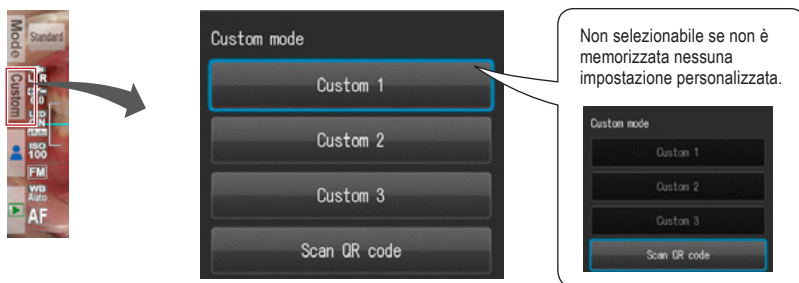 Mode
Standard
Custom
ISO
100
FM
WB
Auto
AF
Custom mode
Custom 1
Custom 2
Custom 3
Scan QR code
Non selezionabile se non è
memorizzata nessuna
impostazione personalizzata.
Custom mode
Custom 1
Custom 2
Custom 3
Scan QR code